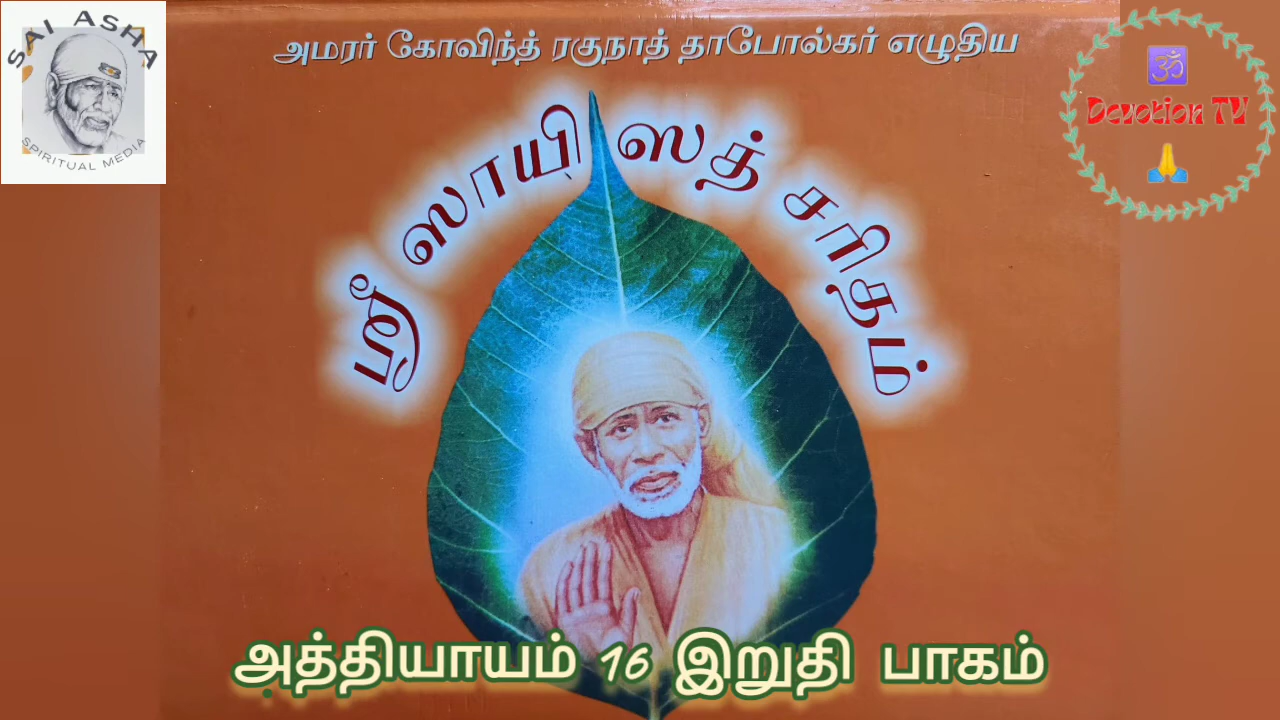 SAI ASHA
SPIRITUAL MEDIA
அமரர் கோவிந்த் ரகுநாத் தாபோல்கர் எழுதிய
ௐ
Devotion TV
ஸ்ரீ ஸாயி ஸத் சரிதம்
அத்தியாயம் 16 இறுதி பாகம்